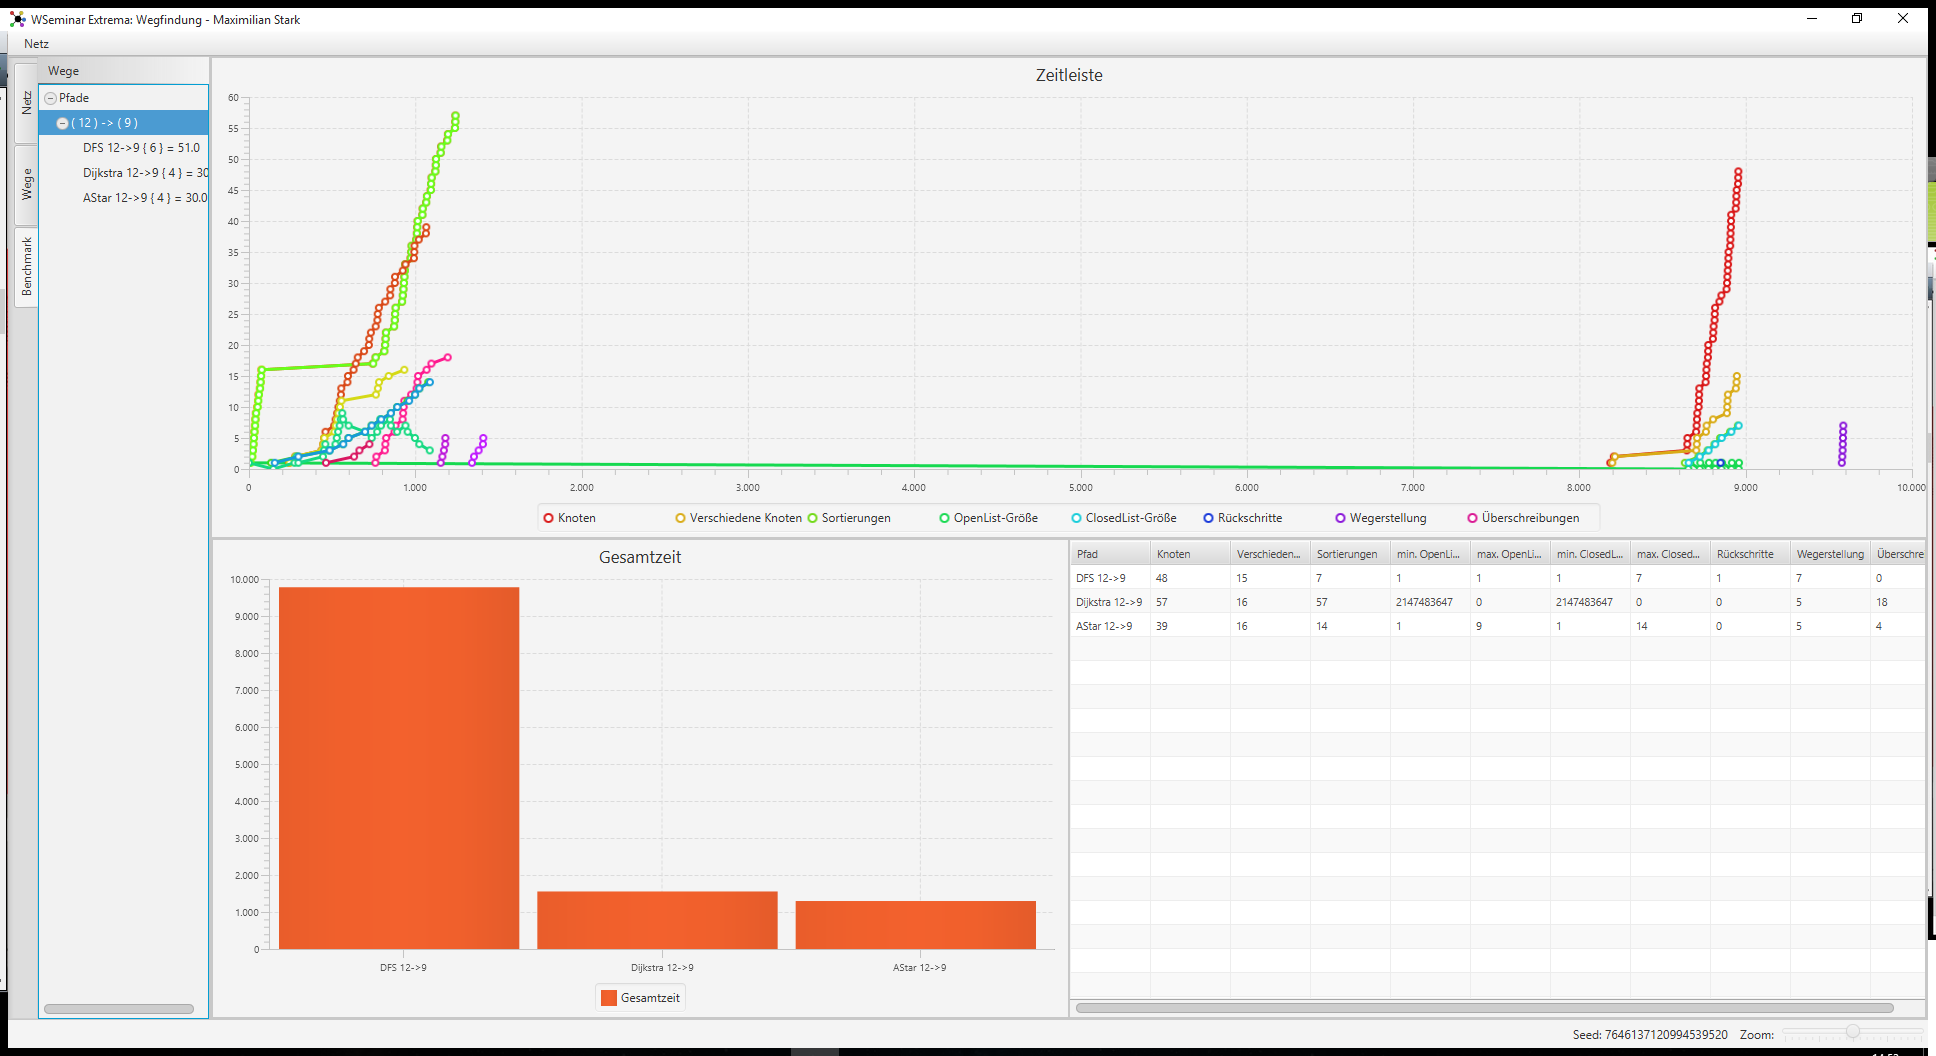 WSeminar Extrema: Wegfindung - Maximilian Stark
Netz
Netz
Wege
Benchmark
Wege
Pfade
( 12 ) -> ( 9 )
DFS 12->9 { 6 } = 51.0
Dijkstra 12->9 { 4 } = 30
AStar 12->9 { 4 } = 30.0
Zeitleiste
60
55
50
45
40
35
30
25
20
15
10
5
0
0 1.000 2.000 3.000 4.000 5.000 6.000 7.000 8.000 9.000 10.000
Knoten Verschiedene Knoten Sortierungen OpenList-Größe ClosedList-Größe Rückschritte Wegerstellung Überschreibungen
Gesamtzeit
10.000
9.000
8.000
7.000
6.000
5.000
4.000
3.000
2.000
1.000
0
DFS 12->9 Dijkstra 12->9 AStar 12->9
Gesamtzeit
Pfad Knoten Verschieden... Sortierungen min. OpenLi... max. OpenLi... min. ClosedL... max. Closed... Rückschritte Wegerstellung Überschre
DFS 12->9 48 15 7 1 1 1 7 1 7 0
Dijkstra 12->9 57 16 57 2147483647 0 2147483647 0 0 5 18
AStar 12->9 39 16 14 1 9 1 14 0 5 4
Seed: 7646137120994539520 Zoom: